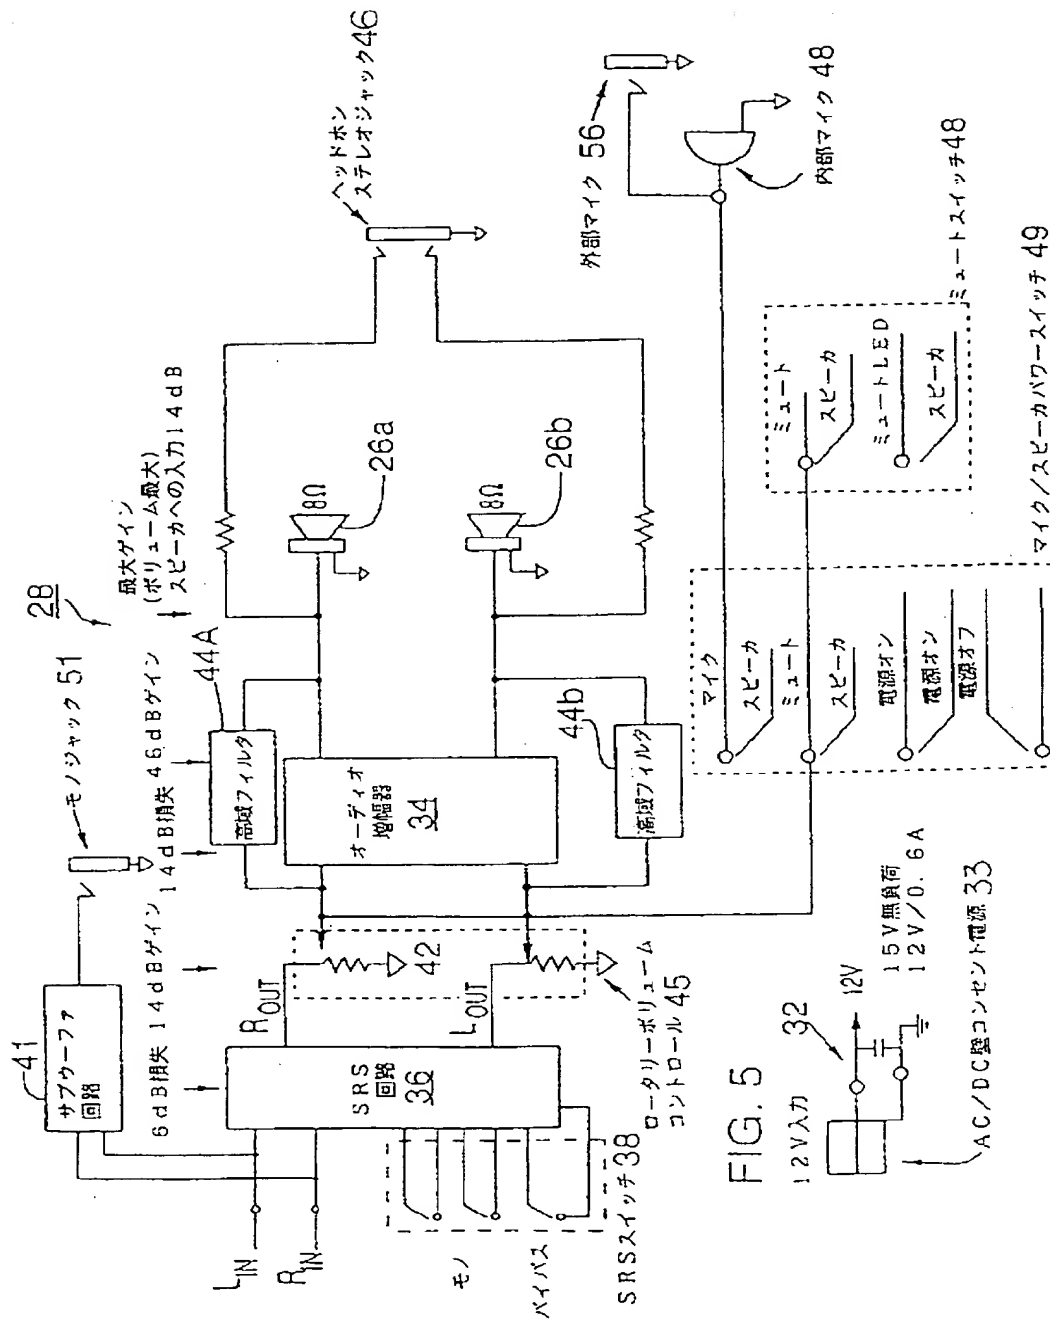 28
モノジャック 51
41
サブウーファ
回路
最大ゲイン
(ボリューム最大)
スピーカへの入力14dB
6dB損失
14dBゲイン
14dB損失
46dBゲイン
44A
高域フィルタ
ヘッドホン
ステレオジャック46
LIN
RIN
SRS
回路
36
ROUT
LOUT
42
オーディオ
増幅器
34
8Ω
26a
8Ω
26b
44b
高域フィルタ
モノ
バイパス
SRSスイッチ38
ロータリーボリューム
コントロール 45
外部マイク 56
内部マイク 48
マイク
スピーカ
ミュート
スピーカ
電源オン
電源オン
電源オフ
ミュート
スピーカ
ミュートLED
スピーカ
ミュートスイッチ48
マイク/スピーカパワースイッチ 49
FIG. 5
12V入力
32
12V
15V無負荷
12V/0.6A
AC/DC壁コンセント電源 33